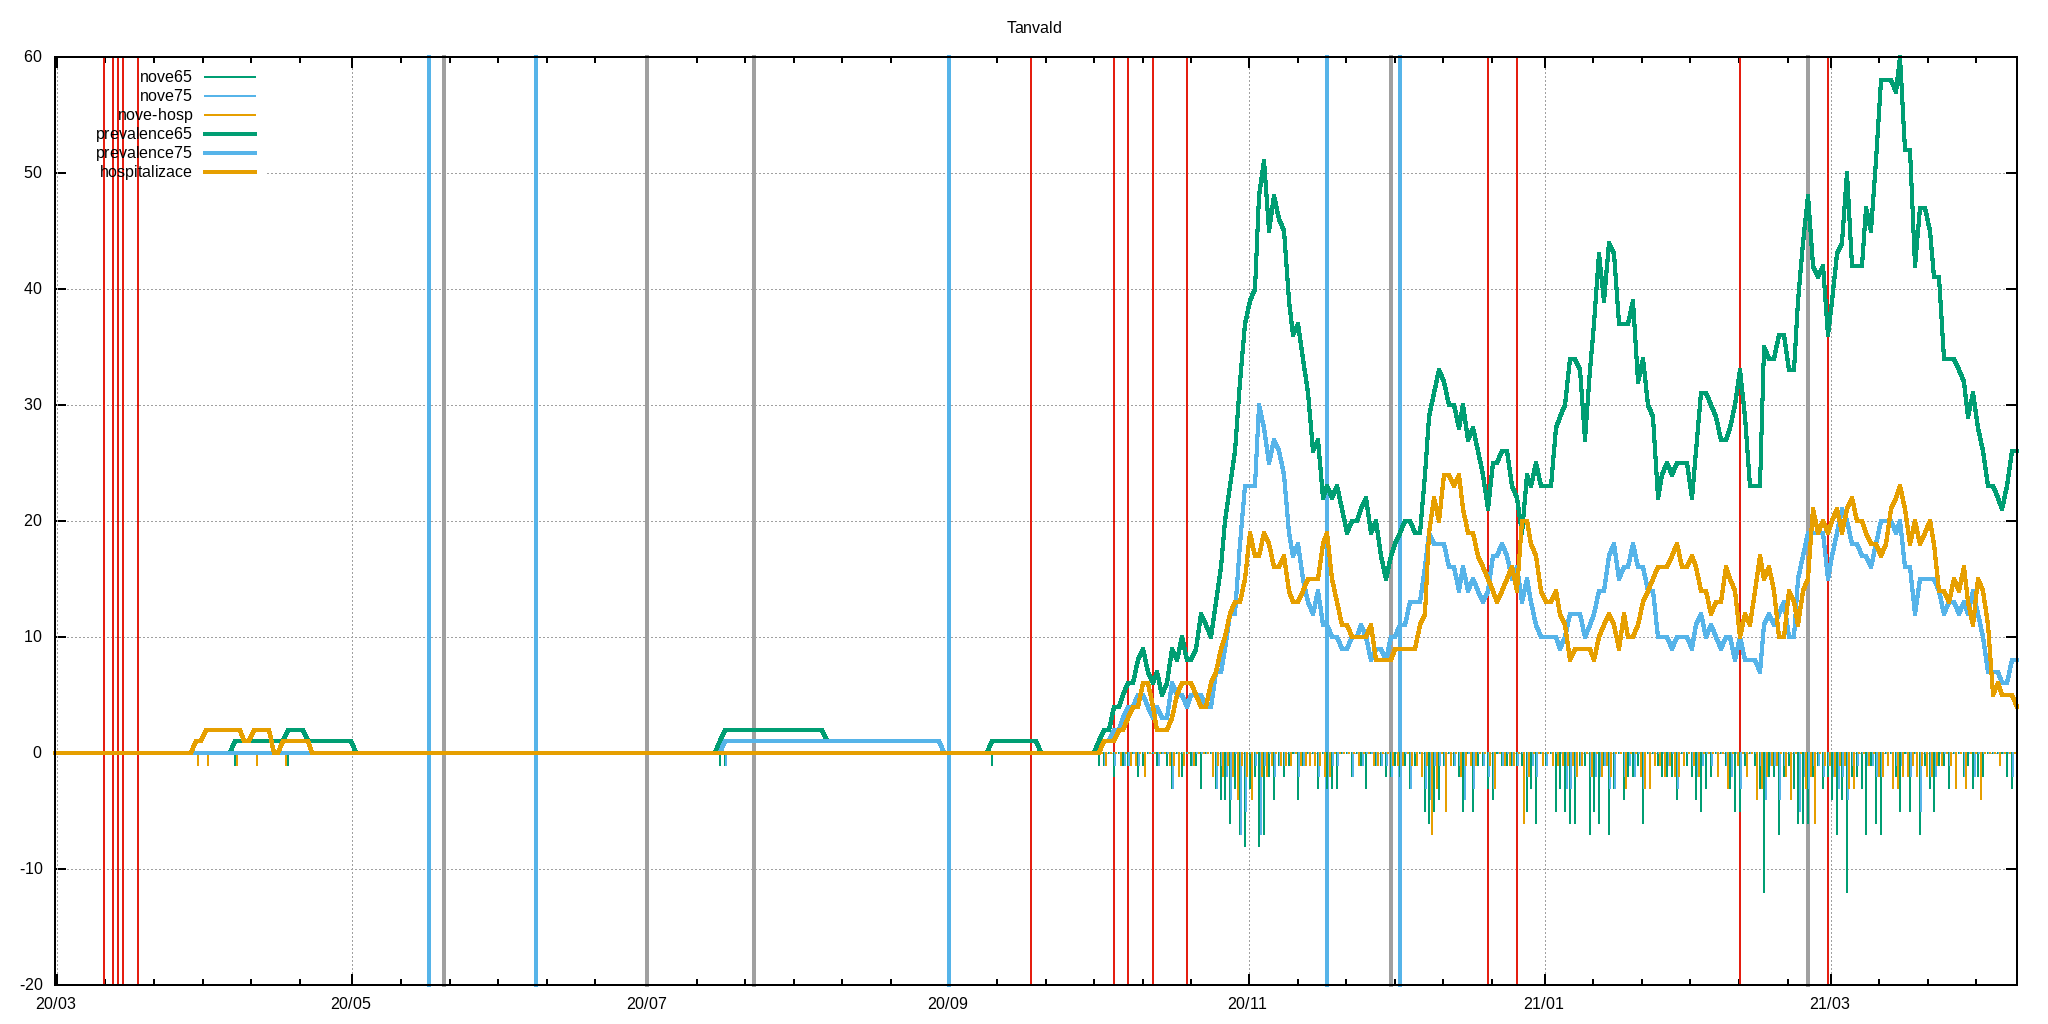 Tanvald
60
50
40
30
20
10
0
-10
-20
nove65
nove75
nove-hosp
prevalence65
prevalence75
hospitalizace
20/03 20/05 20/07 20/09 20/11 21/01 21/03